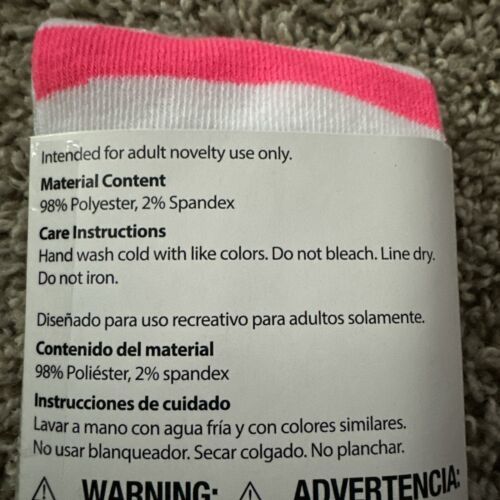 Intended for adult novelty use only.
Material Content
98% Polyester, 2% Spandex
Care Instructions
Hand wash cold with like colors. Do not bleach. Line dry.
Do not iron.
Diseñado para uso recreativo para adultos solamente.
Contenido del material
98% Poliéster, 2% spandex
Instrucciones de cuidado
Lavar a mano con agua fría y con colores similares.
No usar blanqueador. Secar colgado. No planchar.
WARNING: ADVERTENCIA: